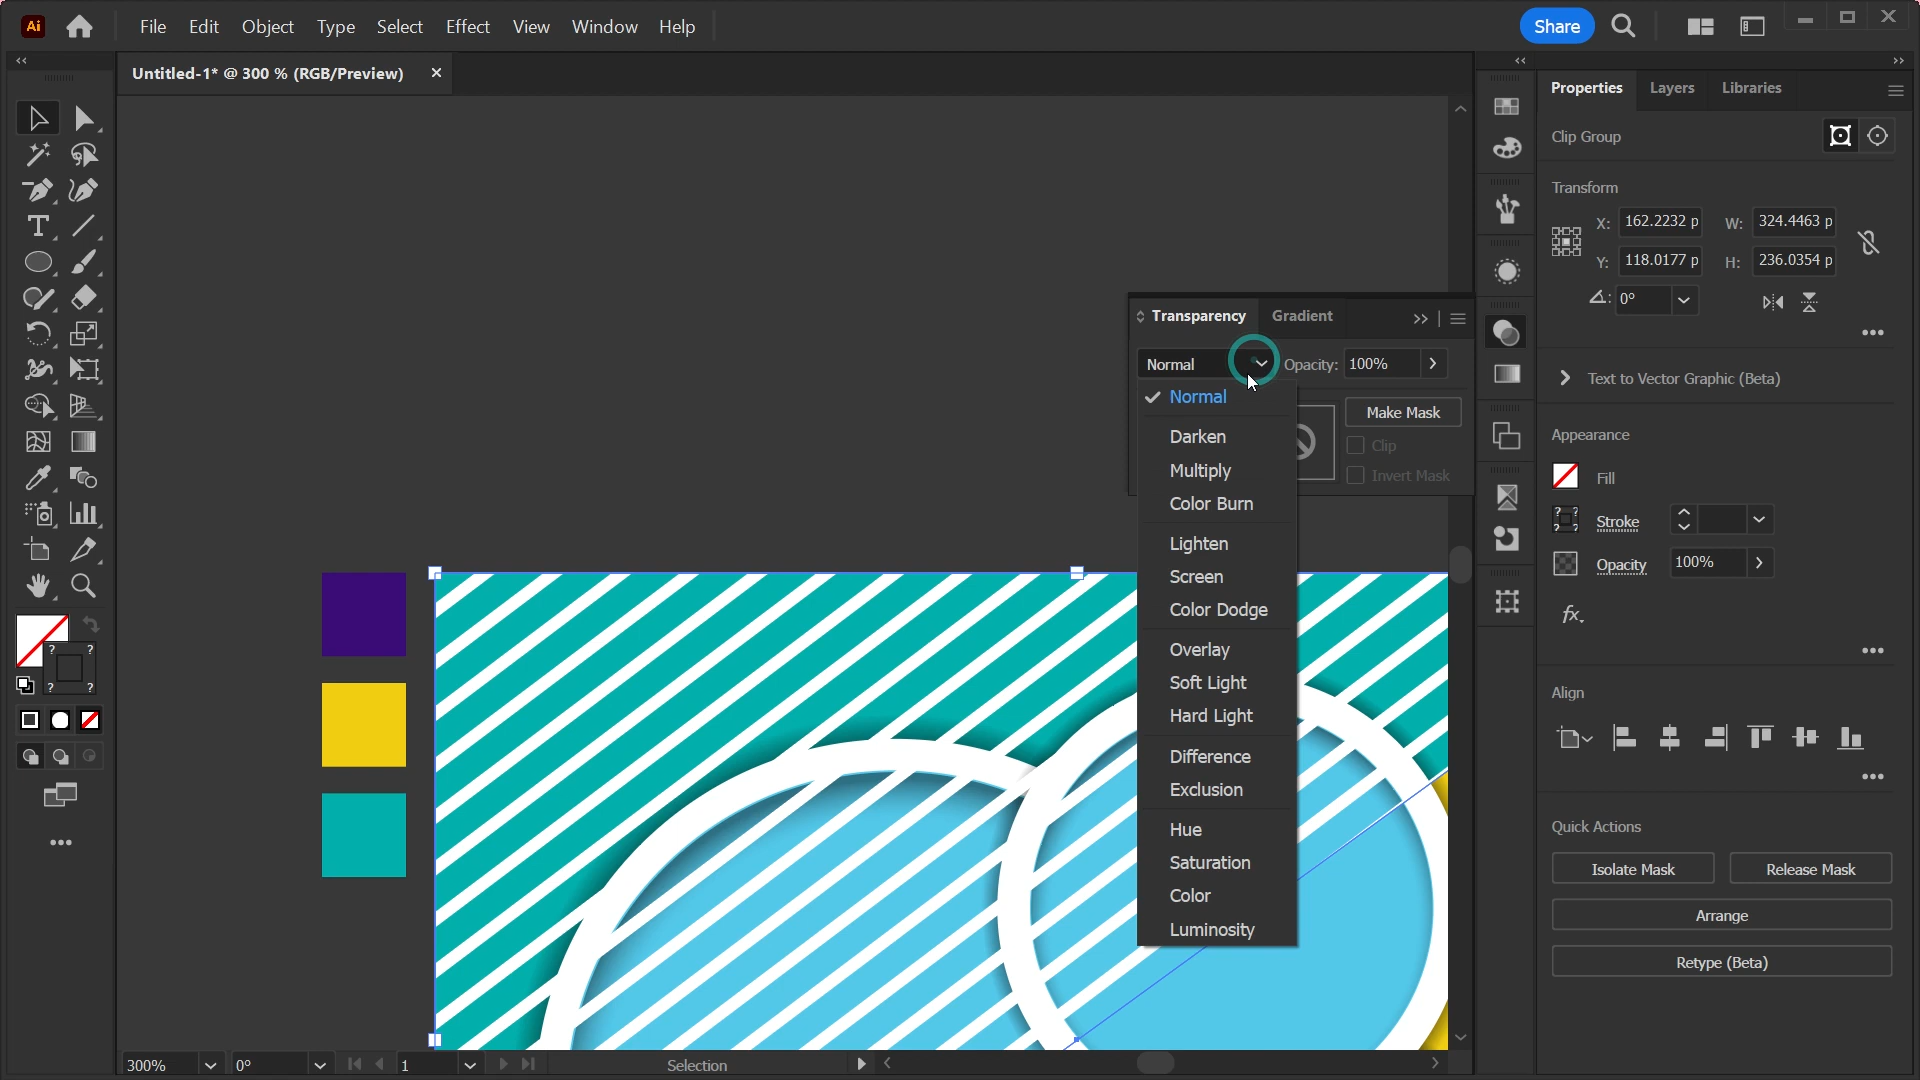 Ai File Edit Object Type Select Effect View Window Help Share
Untitled-1* @ 300 % (RGB/Preview)
Properties Layers Libraries
Clip Group
Transform
X: 162.2232 p W: 324.4463 p
Y: 118.0177 p H: 236.0354 p
0°
Text to Vector Graphic (Beta)
Appearance
Fill
Stroke
Opacity 100%
fx
Align
Quick Actions
Isolate Mask Release Mask
Arrange
Retype (Beta)
Transparency Gradient
Normal Opacity: 100%
Make Mask
Clip
Invert Mask
Normal
Darken
Multiply
Color Burn
Lighten
Screen
Color Dodge
Overlay
Soft Light
Hard Light
Difference
Exclusion
Hue
Saturation
Color
Luminosity
? ?
? ?
300% 0° 1 Selection